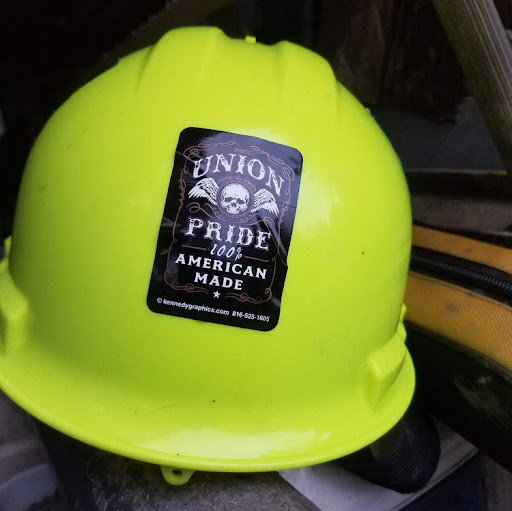 UNION
PRIDE
100%
AMERICAN
MADE
© kennedygraphics.com 816-525-1605